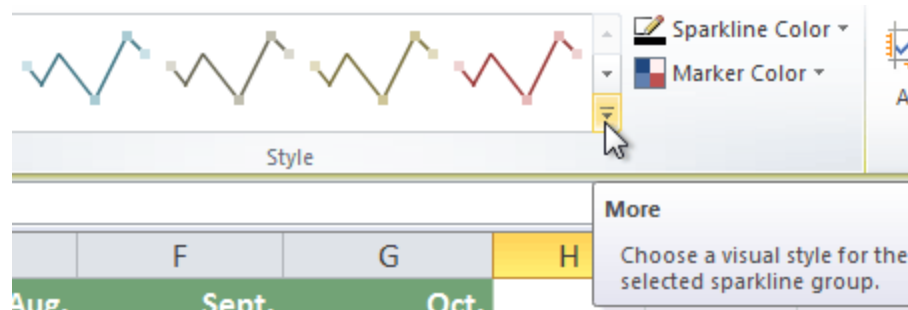 Sparkline Color
Marker Color
A
Style
More
Choose a visual style for the
selected sparkline group.
F G H
Aug. Sept. Oct.